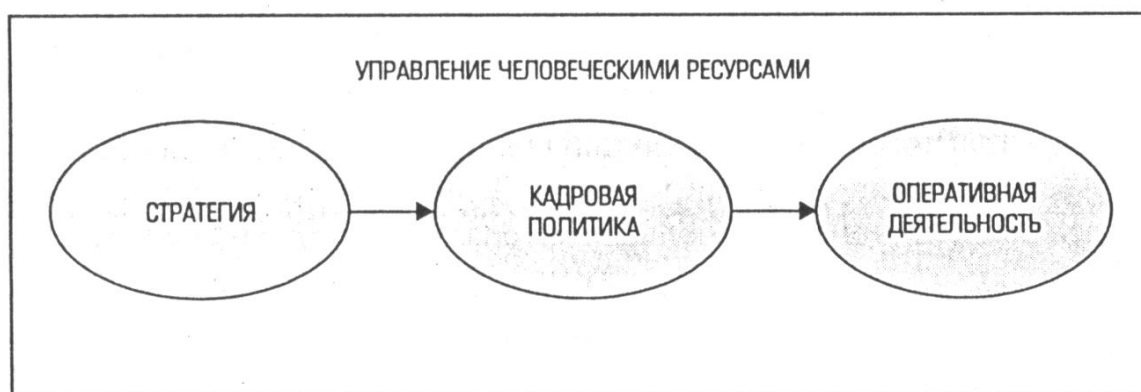 УПРАВЛЕНИЕ ЧЕЛОВЕЧЕСКИМИ РЕСУРСАМИ
СТРАТЕГИЯ
КАДРОВАЯ
ПОЛИТИКА
ОПЕРАТИВНАЯ
ДЕЯТЕЛЬНОСТЬ